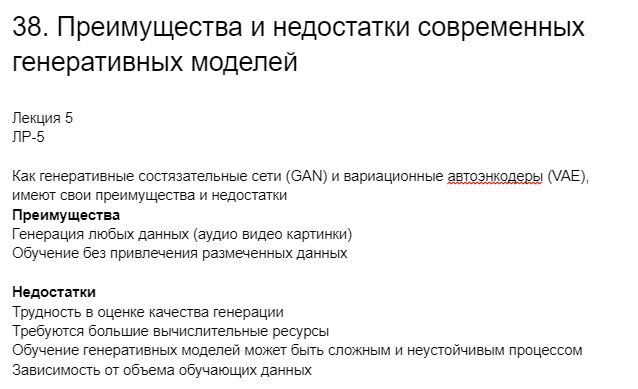 38. Преимущества и недостатки современных
генеративных моделей
Лекция 5
ЛР-5
Как генеративные состязательные сети (GAN) и вариационные автоэнкодеры (VAE),
имеют свои преимущества и недостатки
Преимущества
Генерация любых данных (аудио видео картинки)
Обучение без привлечения размеченных данных
Недостатки
Трудность в оценке качества генерации
Требуются большие вычислительные ресурсы
Обучение генеративных моделей может быть сложным и неустойчивым процессом
Зависимость от объема обучающих данных